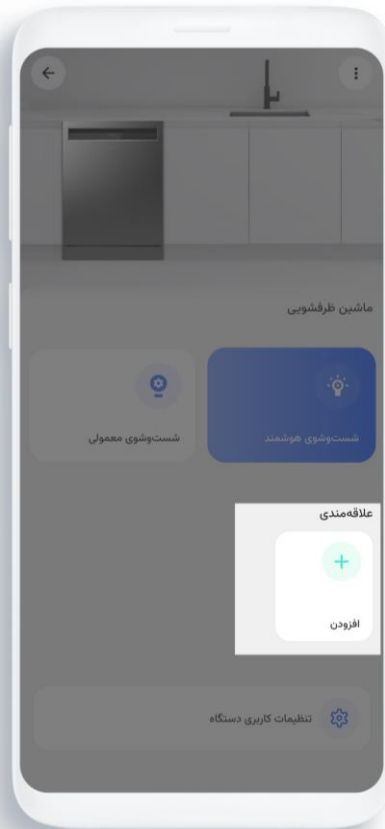 ماشین ظرفشویی
شست‌وشوی هوشمند
شست‌وشوی معمولی
علاقه‌مندی
افزودن
تنظیمات کاربری دستگاه